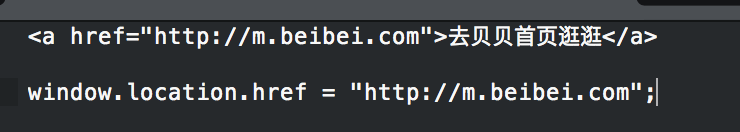 <a href="http://m.beibei.com">去贝贝首页逛逛</a>
window.location.href = "http://m.beibei.com";